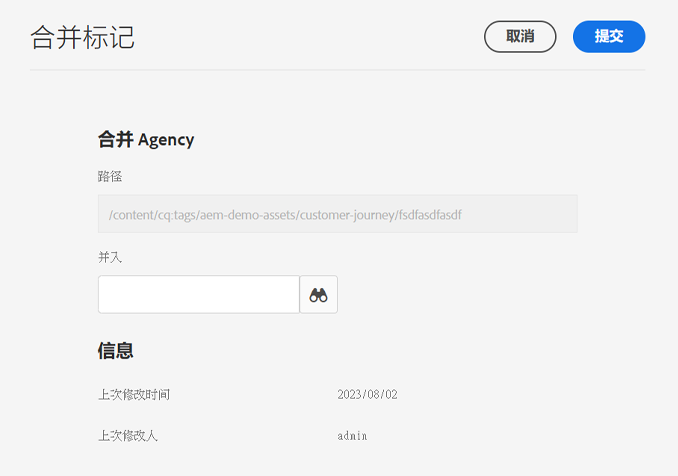 合并标记
取消
提交
合并 Agency
路径
/content/cq:tags/aem-demo-assets/customer-journey/fsdfasdfasdf
并入
信息
上次修改时间
2023/08/02
上次修改人
admin